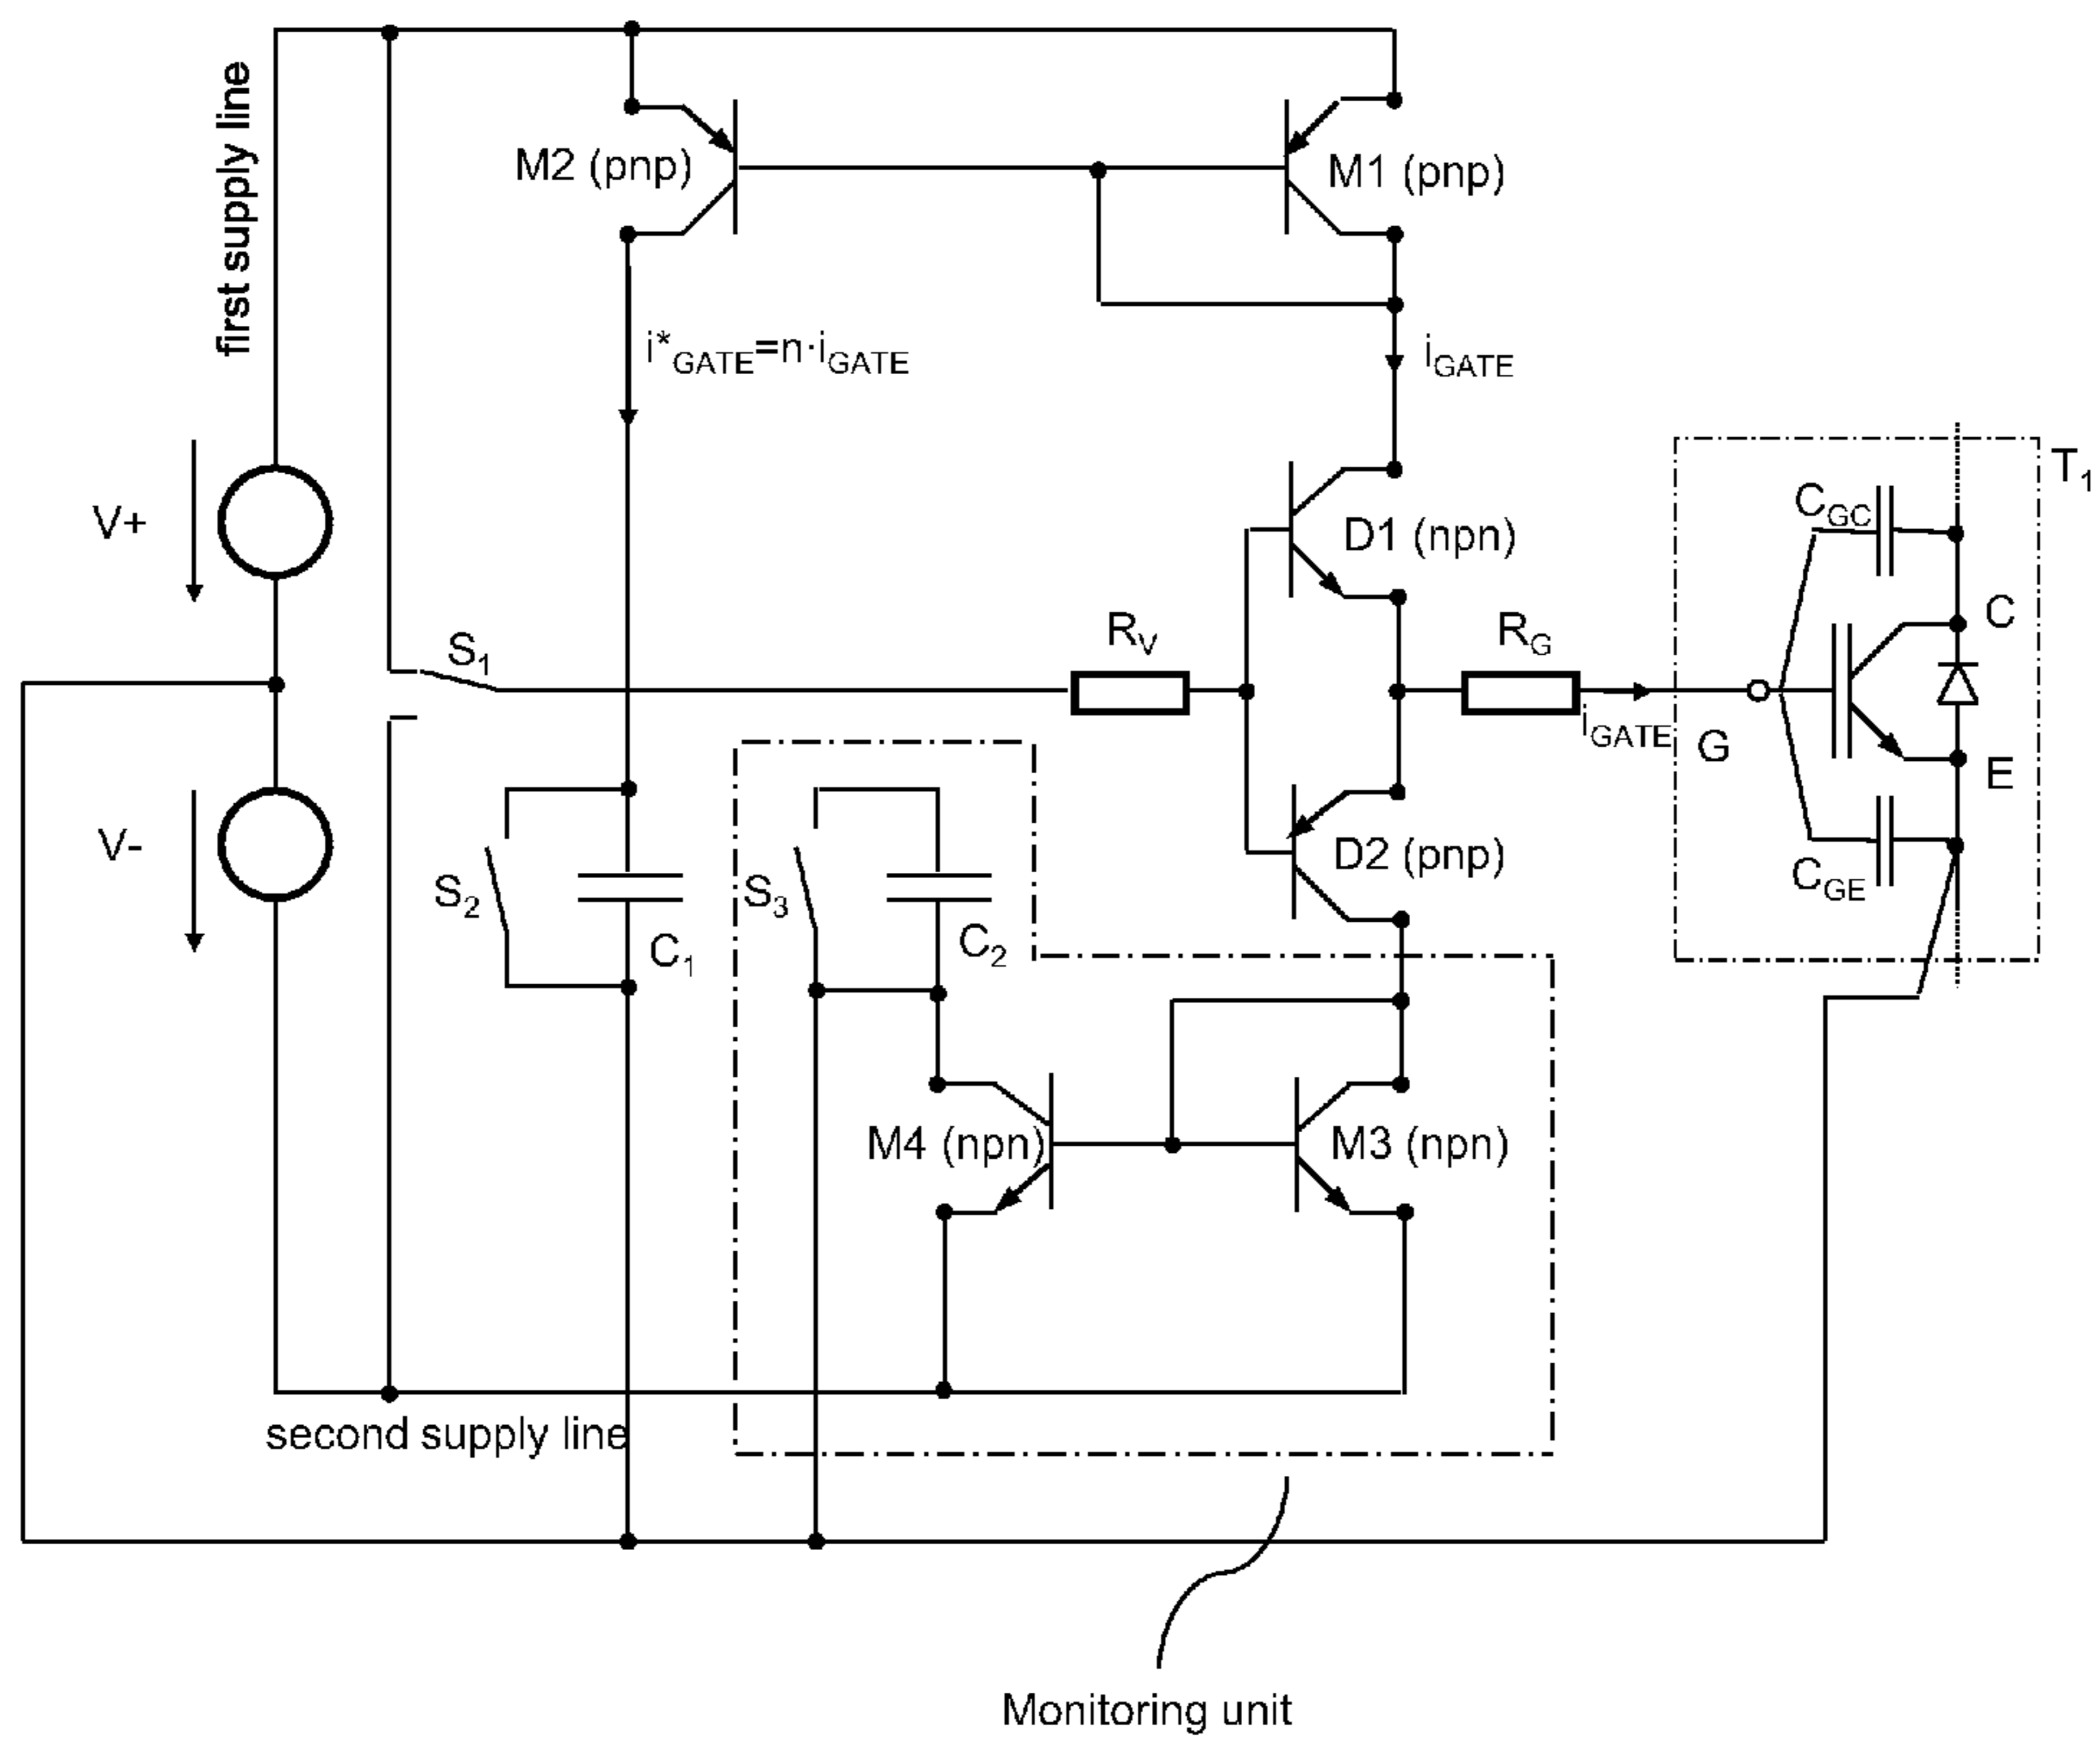 first supply line
M2 (pnp)
M1 (pnp)
i*GATE=n·iGATE
iGATE
V+
T1
CGC
D1 (npn)
C
S1
RV
RG
iGATE
G
E
V-
D2 (pnp)
S2
C1
S3
C2
CGE
M4 (npn)
M3 (npn)
second supply line
Monitoring unit